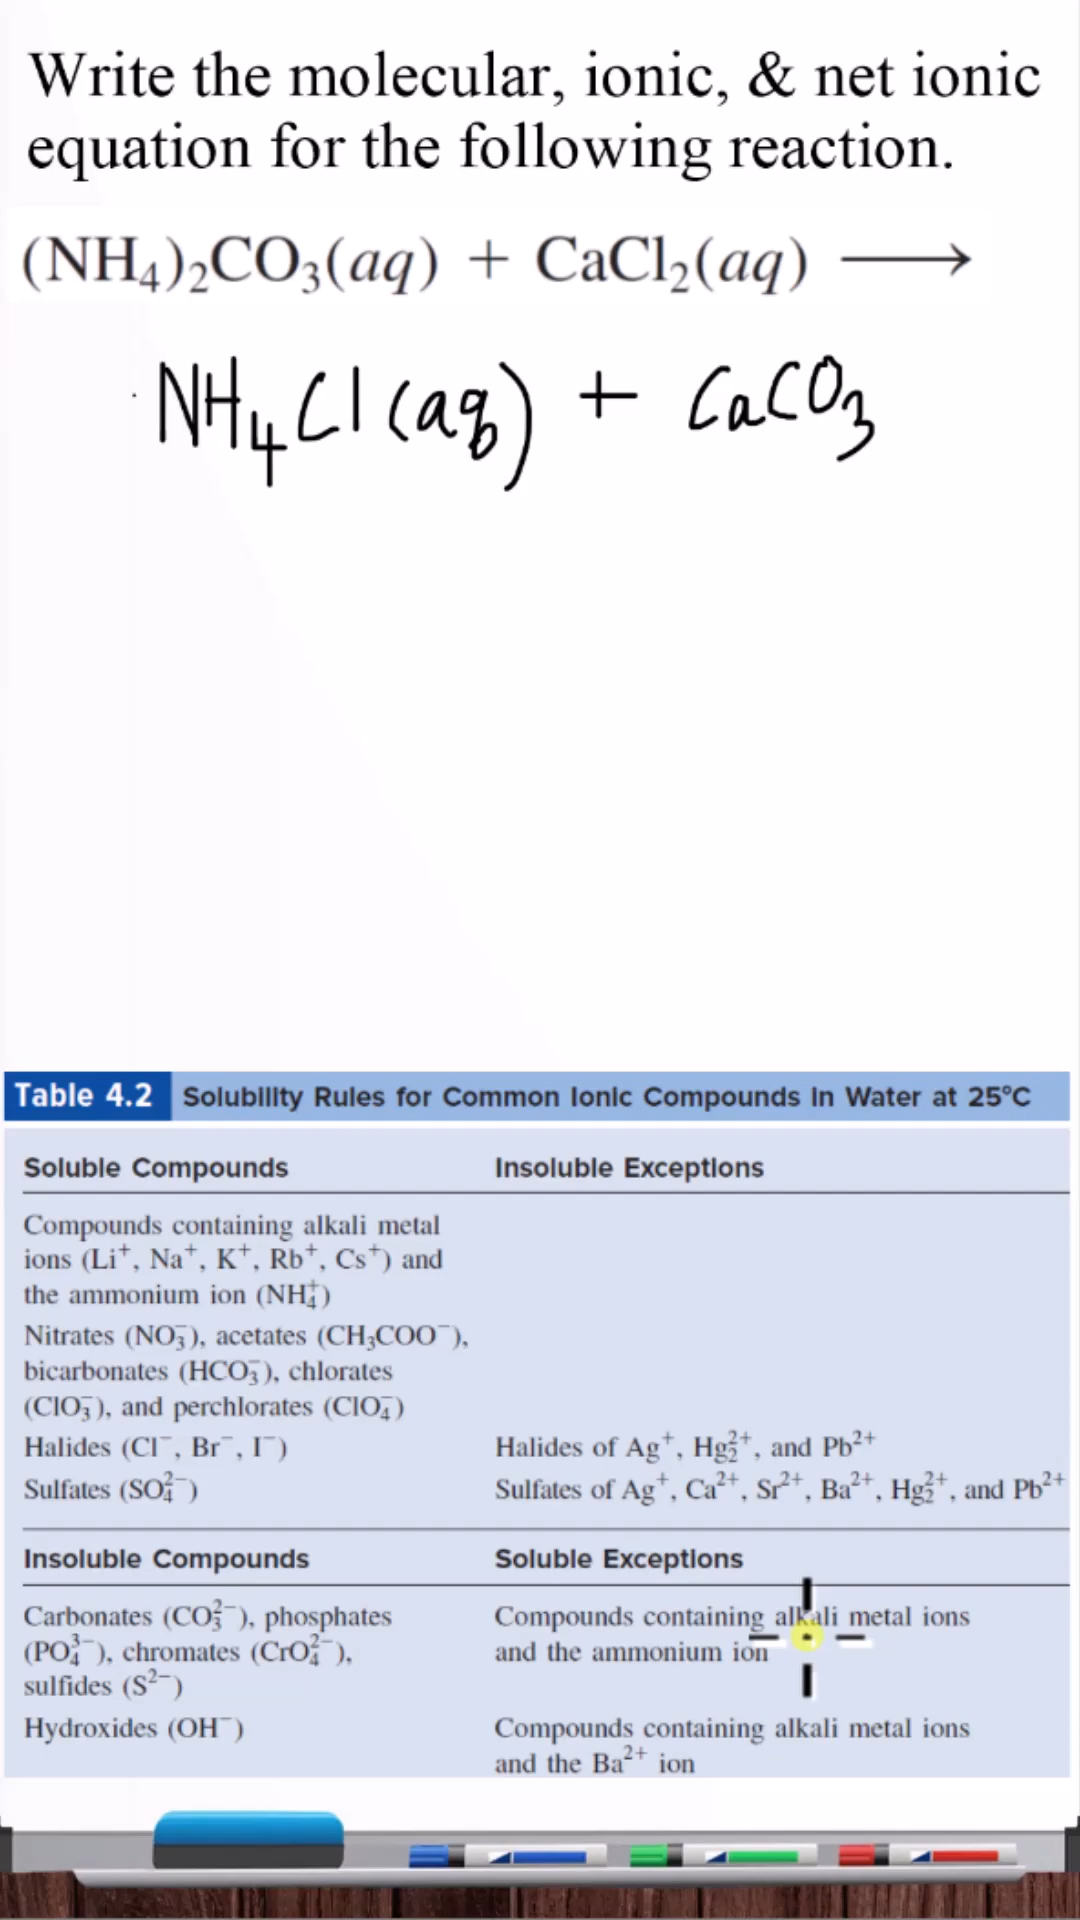 Write the molecular, ionic, & net ionic
equation for the following reaction.
(NH₄)₂CO₃(aq) + CaCl₂(aq) ⟶
NH₄Cl (aq) + CaCO₃
Table 4.2 Solubility Rules for Common Ionic Compounds in Water at 25°C
Soluble Compounds Insoluble Exceptions
Compounds containing alkali metal
ions (Li⁺, Na⁺, K⁺, Rb⁺, Cs⁺) and
the ammonium ion (NH₄⁺)
Nitrates (NO₃⁻), acetates (CH₃COO⁻),
bicarbonates (HCO₃⁻), chlorates
(ClO₃⁻), and perchlorates (ClO₄⁻)
Halides (Cl⁻, Br⁻, I⁻) Halides of Ag⁺, Hg₂²⁺, and Pb²⁺
Sulfates (SO₄²⁻) Sulfates of Ag⁺, Ca²⁺, Sr²⁺, Ba²⁺, Hg₂²⁺, and Pb²⁺
Insoluble Compounds Soluble Exceptions
Carbonates (CO₃²⁻), phosphates Compounds containing alkali metal ions
(PO₄³⁻), chromates (CrO₄²⁻), and the ammonium ion
sulfides (S²⁻)
Hydroxides (OH⁻) Compounds containing alkali metal ions
and the Ba²⁺ ion